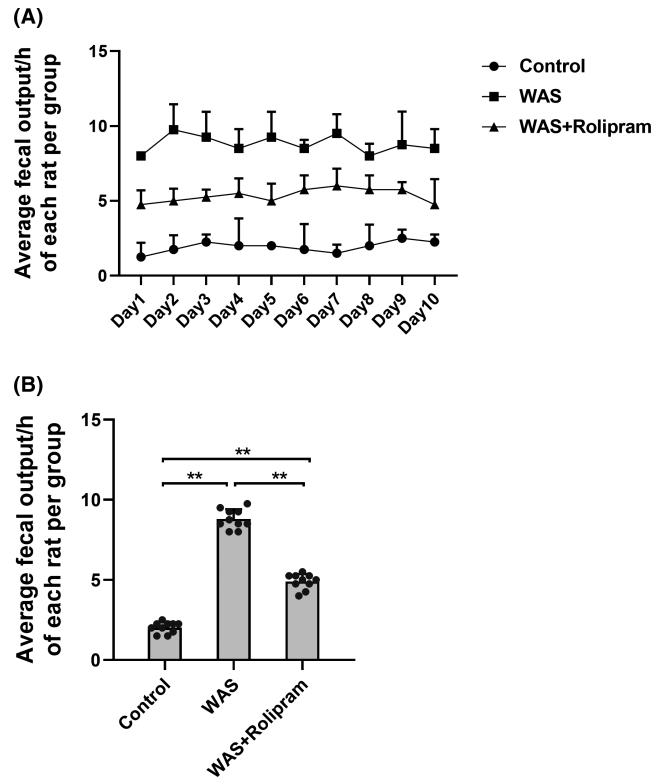 (A)
Average fecal output/h
of each rat per group
15
10
5
0
Day1
Day2
Day3
Day4
Day5
Day6
Day7
Day8
Day9
Day10
Control
WAS
WAS+Rolipram
(B)
Average fecal output/h
of each rat per group
15
10
5
0
**
**
**
Control
WAS
WAS+Rolipram